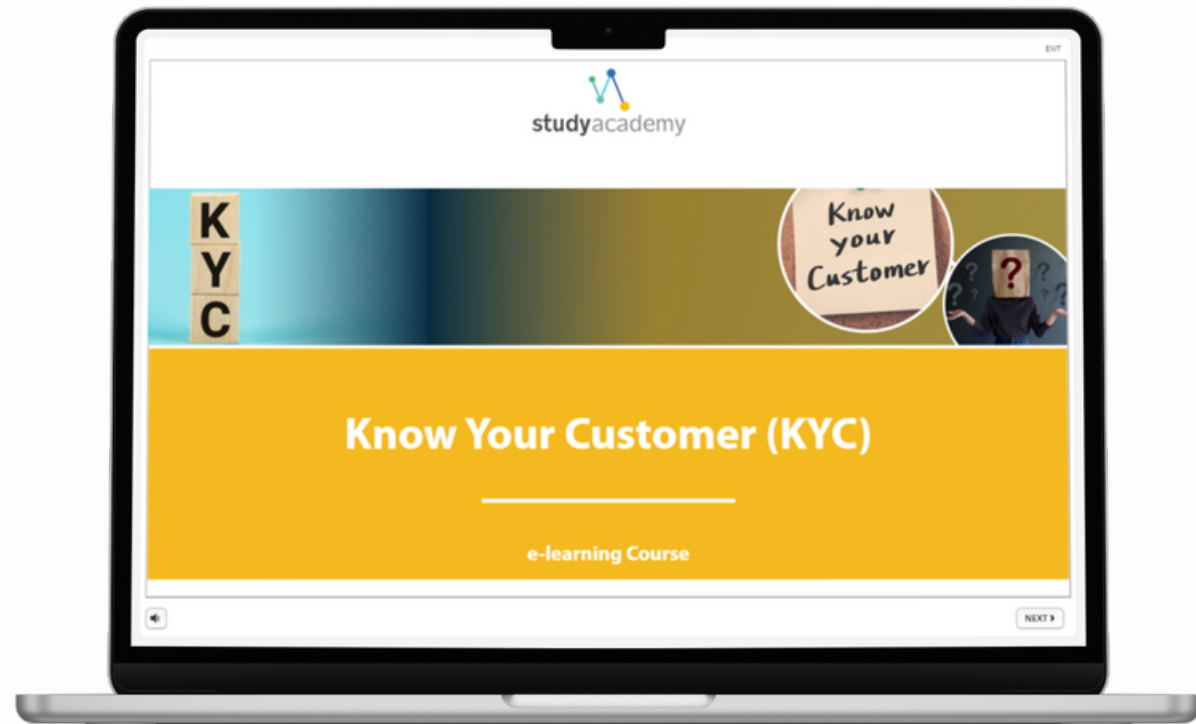 EXIT
studyacademy
K
Y
C
Know
your
Customer
?
? ? ?
? ? ?
Know Your Customer (KYC)
e-learning Course
NEXT